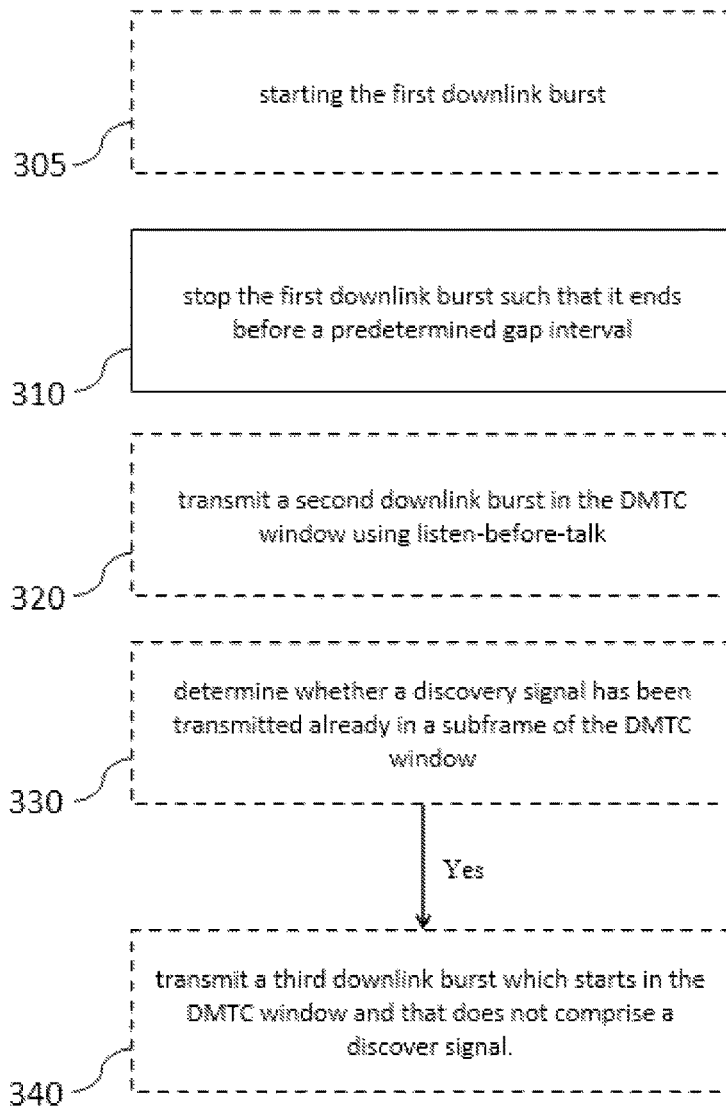 starting the first downlink burst
305
stop the first downlink burst such that it ends
before a predetermined gap interval
310
transmit a second downlink burst in the DMTC
window using listen-before-talk
320
determine whether a discovery signal has been
transmitted already in a subframe of the DMTC
window
330
Yes
transmit a third downlink burst which starts in the
DMTC window and that does not comprise a
discover signal.
340